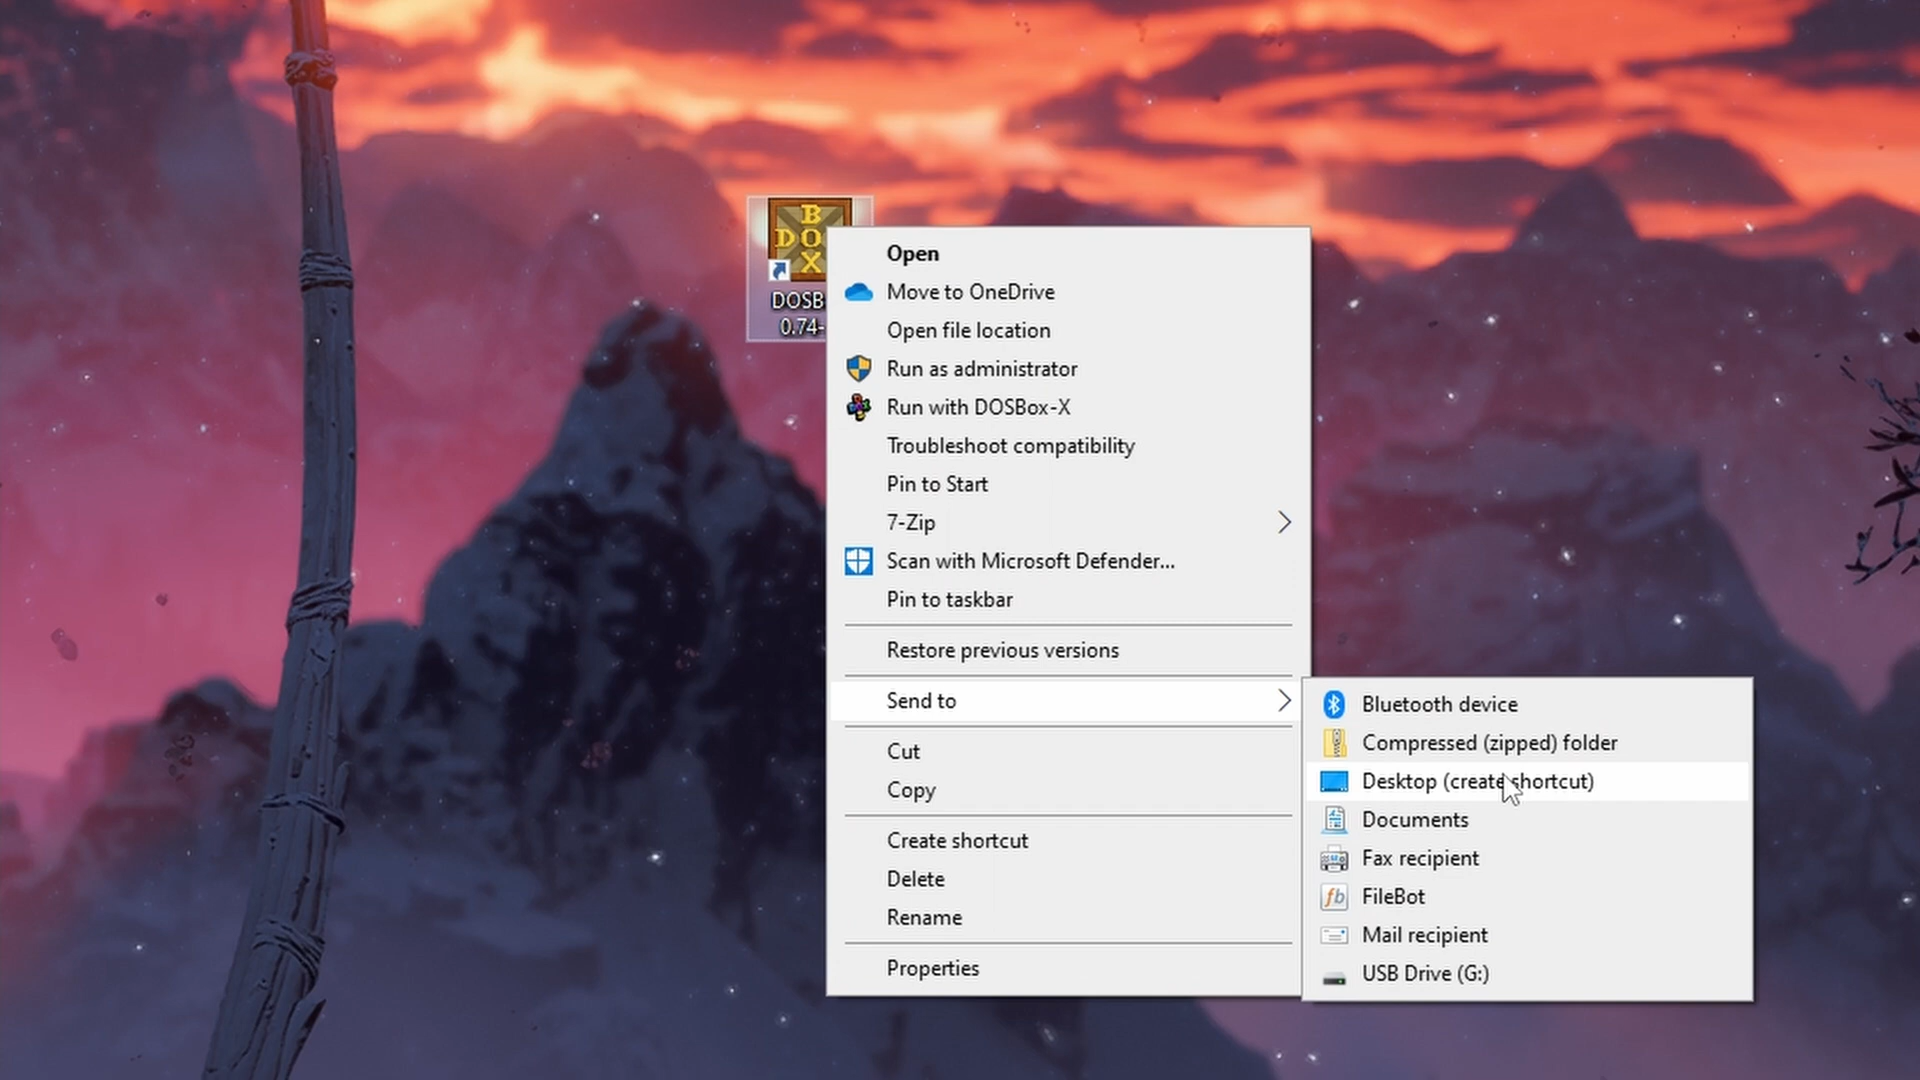 B
DO
X
DOSB
0.74-
Open
Move to OneDrive
Open file location
Run as administrator
Run with DOSBox-X
Troubleshoot compatibility
Pin to Start
7-Zip
Scan with Microsoft Defender...
Pin to taskbar
Restore previous versions
Send to
Cut
Copy
Create shortcut
Delete
Rename
Properties
Bluetooth device
Compressed (zipped) folder
Desktop (create shortcut)
Documents
Fax recipient
fb FileBot
Mail recipient
USB Drive (G:)